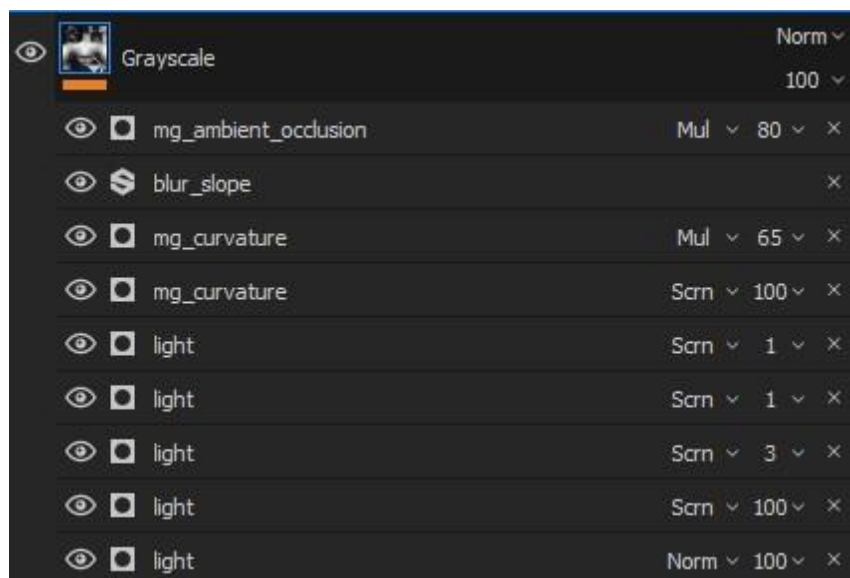 Grayscale Norm
100
mg_ambient_occlusion Mul 80
blur_slope
mg_curvature Mul 65
mg_curvature Scrn 100
light Scrn 1
light Scrn 1
light Scrn 3
light Scrn 100
light Norm 100